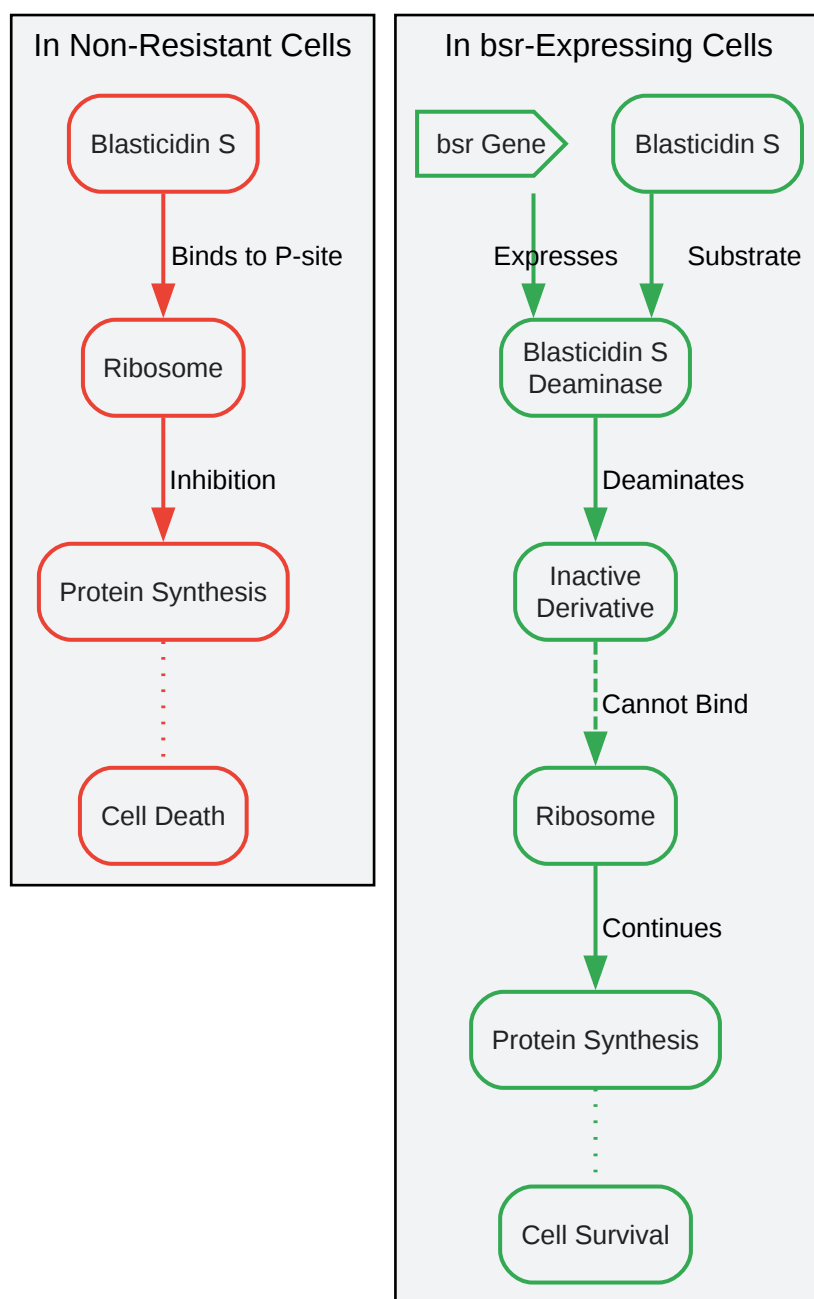 In Non-Resistant Cells
Blasticidin S
Binds to P-site
Ribosome
Inhibition
Protein Synthesis
Cell Death
In bsr-Expressing Cells
bsr Gene
Blasticidin S
Expresses
Substrate
Blasticidin S
Deaminase
Deaminates
Inactive
Derivative
Cannot Bind
Ribosome
Continues
Protein Synthesis
Cell Survival